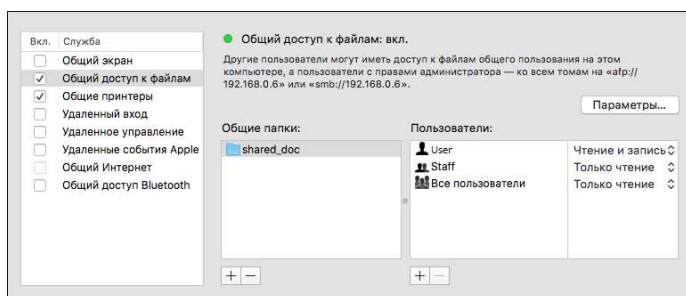 Вкл. Служба
Общий экран
Общий доступ к файлам
Общие принтеры
Удаленный вход
Удаленное управление
Удаленные события Apple
Общий Интернет
Общий доступ Bluetooth
Общий доступ к файлам: вкл.
Другие пользователи могут иметь доступ к файлам общего пользования на этом
компьютере, а пользователи с правами администратора — ко всем томам на «afp://
192.168.0.6» или «smb://192.168.0.6».
Параметры...
Общие папки:
shared_doc
Пользователи:
User Чтение и запись
Staff Только чтение
Все пользователи Только чтение